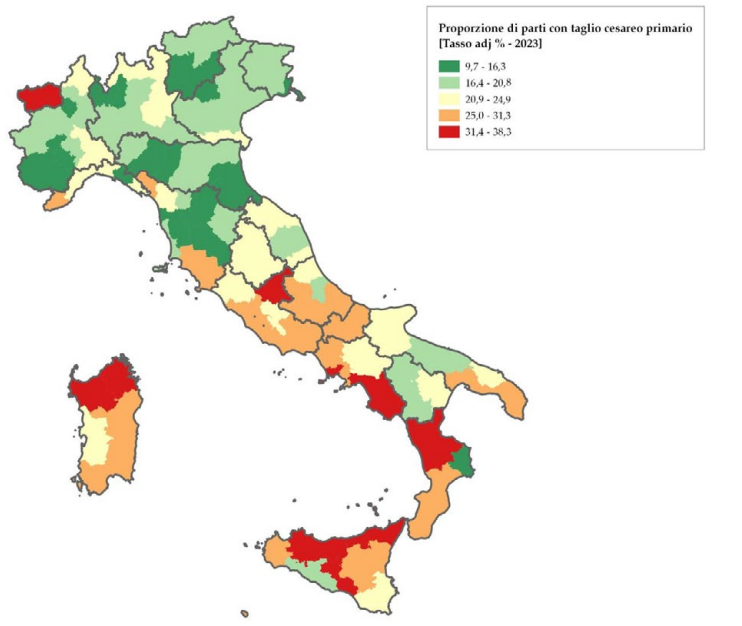 Proporzione di parti con taglio cesareo primario
[Tasso adj % - 2023]
9,7 - 16,3
16,4 - 20,8
20,9 - 24,9
25,0 - 31,3
31,4 - 38,3